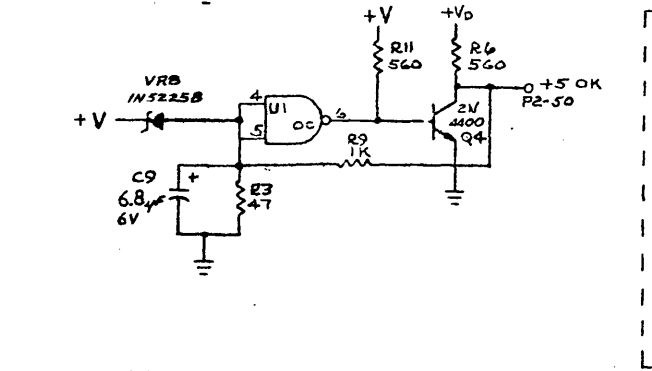 +V
+VD
R11
560
R6
560
+5 OK
P2-50
VR8
1N5225B
+V
4
U1
5
OC
6
2N
4400
Q4
R9
1K
C9
+
6.8µF
6V
R3
47